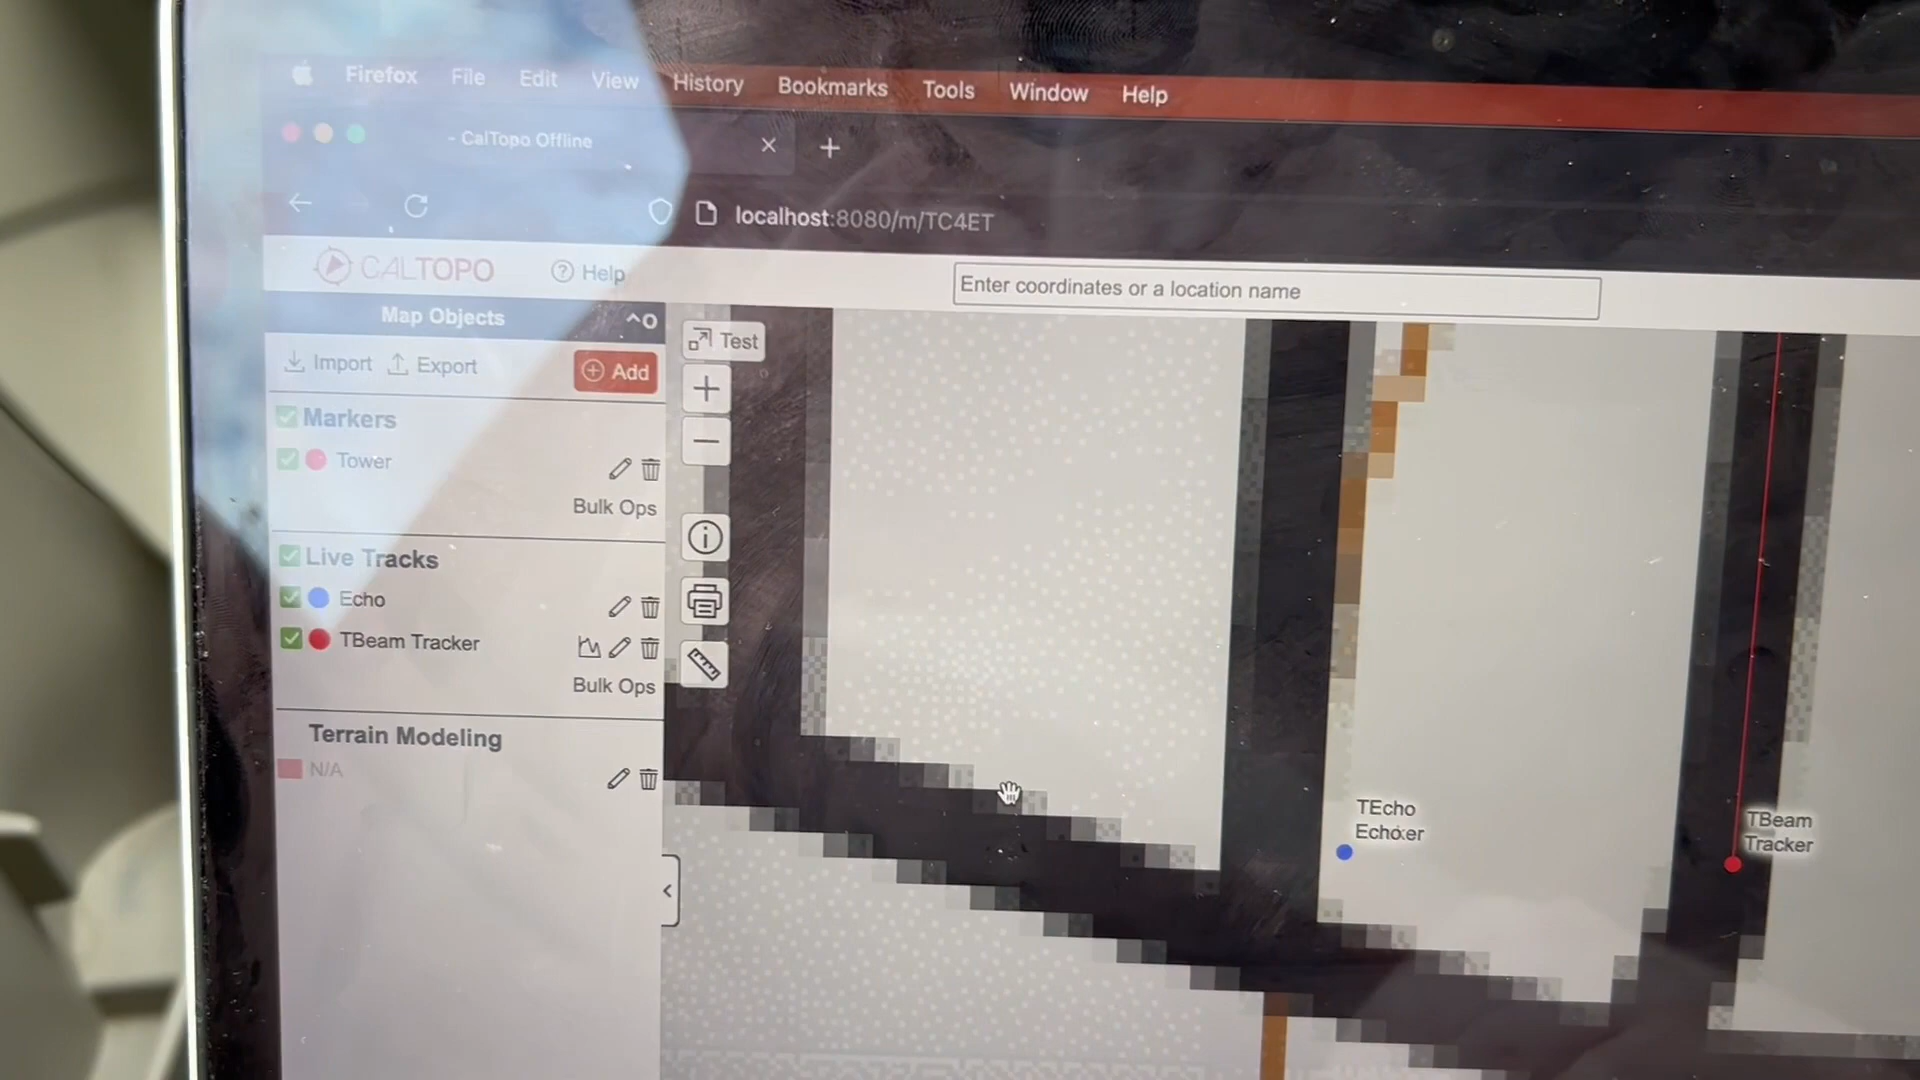 Firefox File Edit View History Bookmarks Tools Window Help
- CalTopo Offline
localhost:8080/m/TC4ET
CALTOPO
? Help
Enter coordinates or a location name
Map Objects
Test
Import
Export
Add
Markers
Tower
Bulk Ops
Live Tracks
Echo
TBeam Tracker
Bulk Ops
Terrain Modeling
N/A
TEcho
TBeam
Tracker